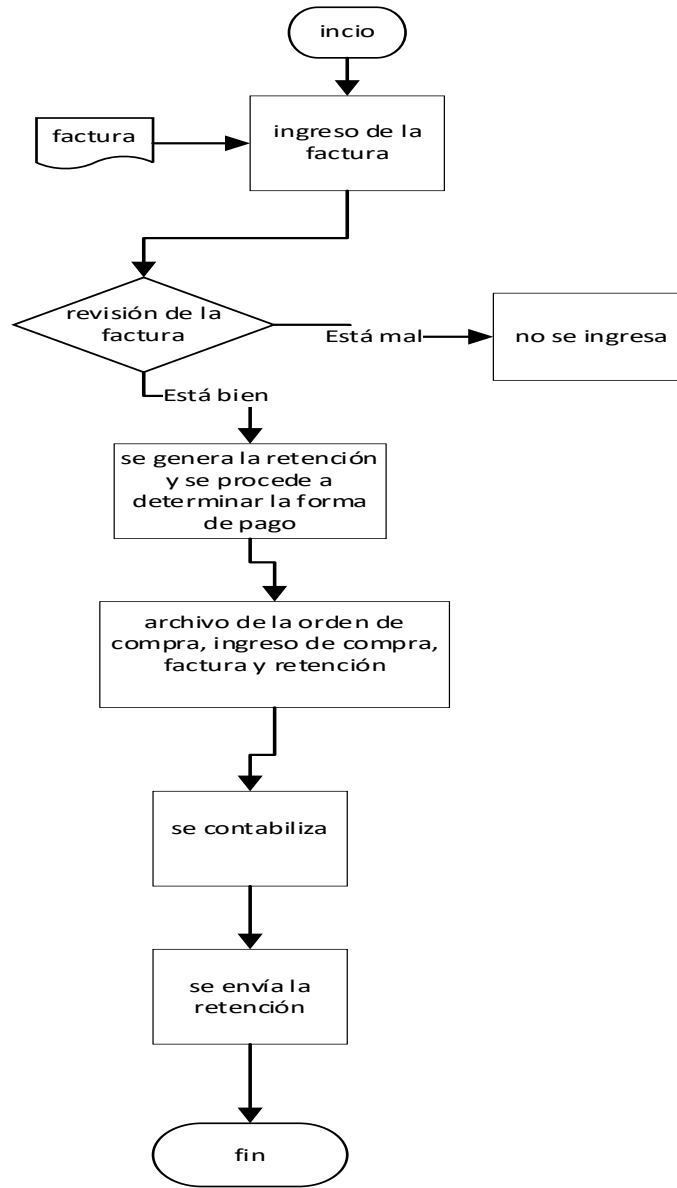 incio
factura
ingreso de la
factura
revisión de la
factura
Está mal
no se ingresa
Está bien
se genera la retención
y se procede a
determinar la forma
de pago
archivo de la orden de
compra, ingreso de compra,
factura y retención
se contabiliza
se envía la
retención
fin